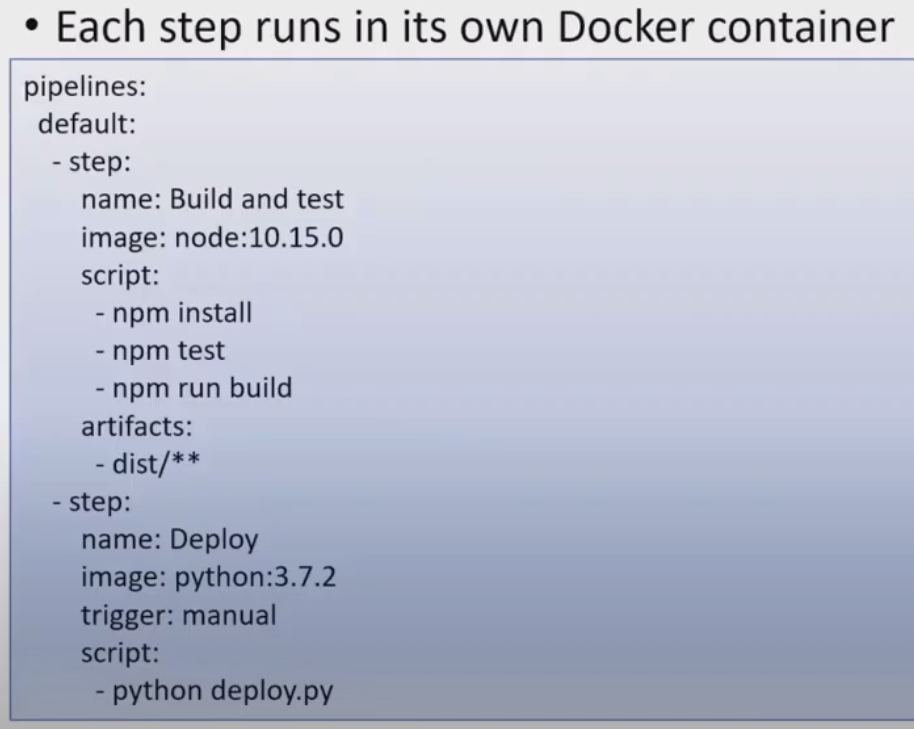 • Each step runs in its own Docker container
pipelines:
default:
- step:
name: Build and test
image: node:10.15.0
script:
- npm install
- npm test
- npm run build
artifacts:
- dist/**
- step:
name: Deploy
image: python:3.7.2
trigger: manual
script:
- python deploy.py